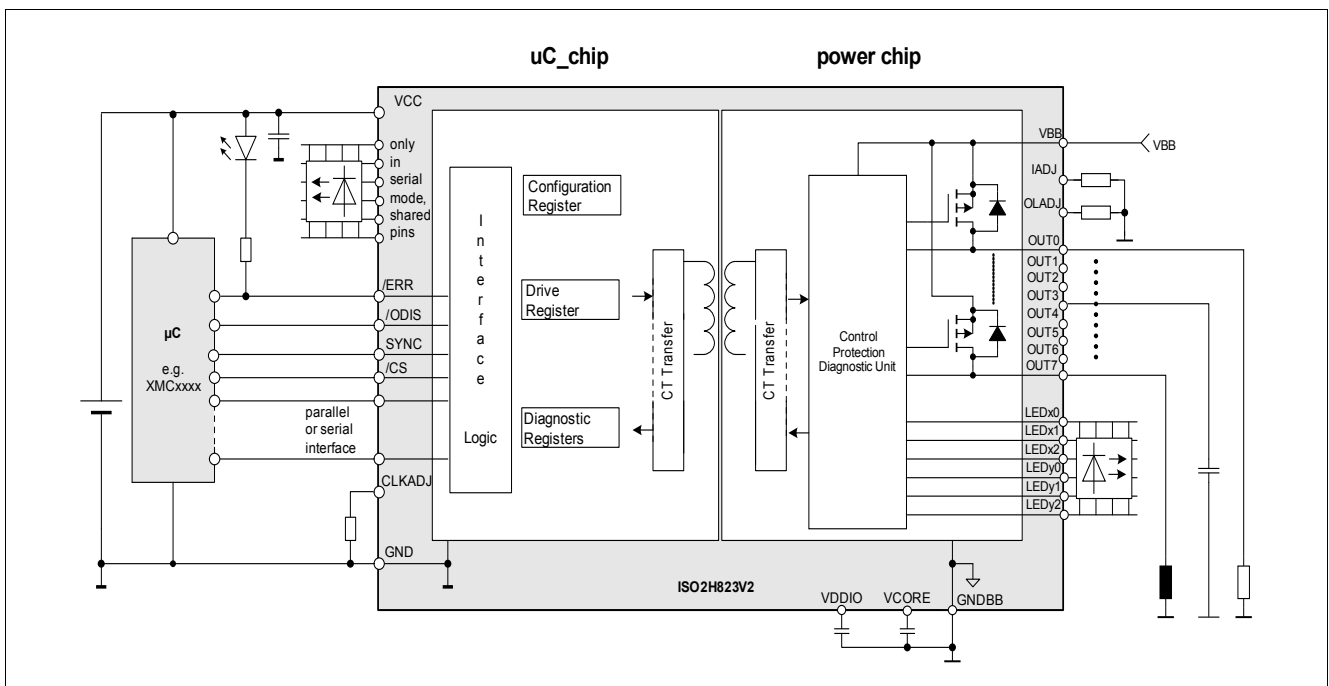 uC_chip
power chip
VCC
only
in
serial
mode,
shared
pins
/ERR
/ODIS
SYNC
/CS
parallel
or serial
interface
CLKADJ
GND
µC
e.g.
XMCxxxx
Interface
Logic
Configuration
Register
Drive
Register
Diagnostic
Registers
CT Transfer
CT Transfer
Control
Protection
Diagnostic Unit
VBB
VBB
IADJ
OLADJ
OUT0
OUT1
OUT2
OUT3
OUT4
OUT5
OUT6
OUT7
LEDx0
LEDx1
LEDx2
LEDy0
LEDy1
LEDy2
ISO2H823V2
VDDIO
VCORE
GNDBB